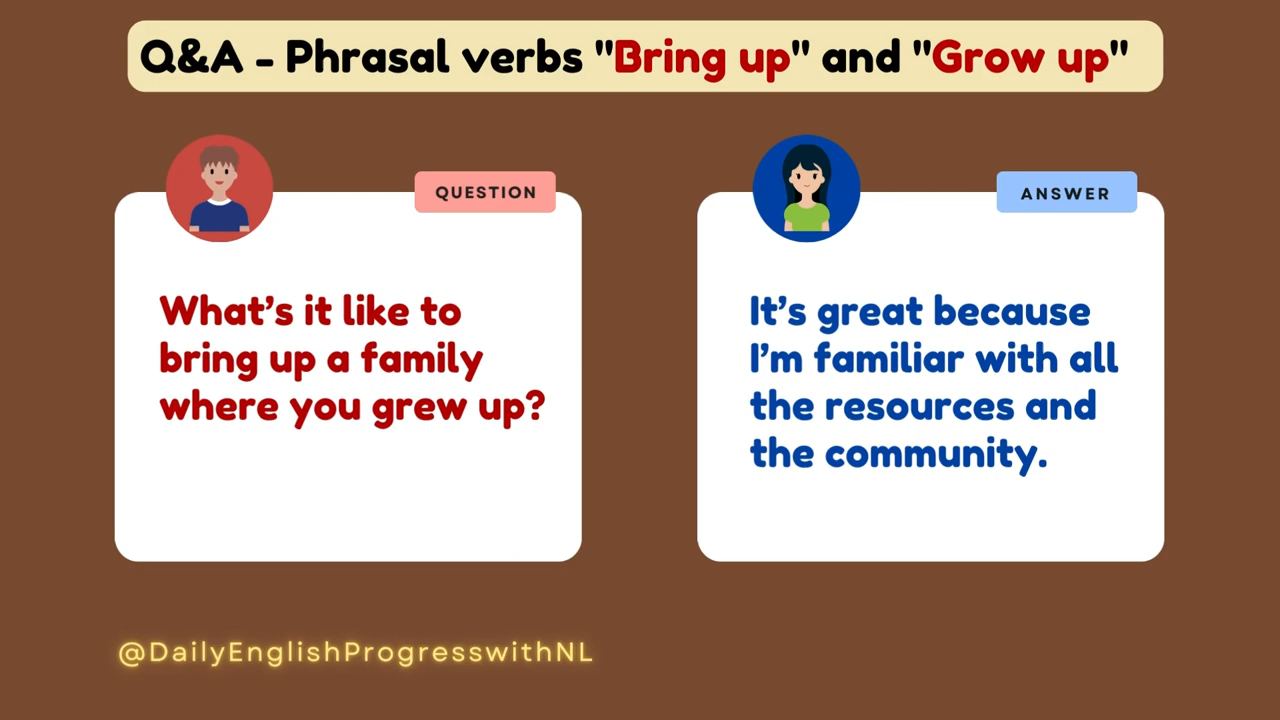 Q&A - Phrasal verbs "Bring up" and "Grow up"
QUESTION
What’s it like to
bring up a family
where you grew up?
ANSWER
It’s great because
I’m familiar with all
the resources and
the community.
@DailyEnglishProgresswithNL